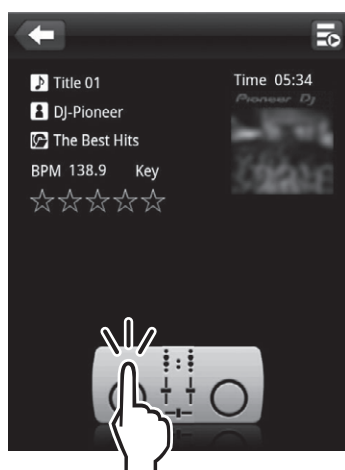 Title 01
Time 05:34
Pioneer Dj
DJ-Pioneer
The Best Hits
BPM 138.9 Key